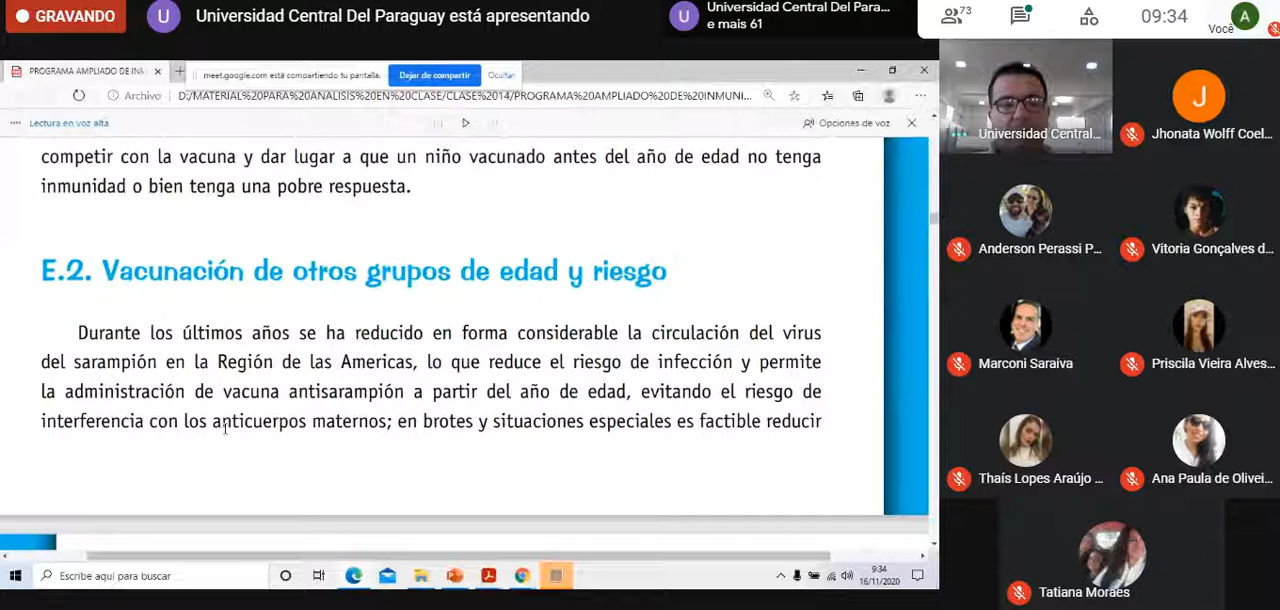 GRAVANDO
U
Universidad Central del Paraguay está apresentando
U
Universidad Central Del Para...
e mais 61
73
09:34
Você
A
PROGRAMA AMPLIADO DE INM
meet.google.com está compartiendo tu pantalla.
Dejar de compartir
Ocultar
Archivo
D:/MATERIAL%20PARA%20ANALISIS%20EN%20CLASE/CLASE%2014/PROGRAMA%20AMPLIADO%20DE%20INMUNI...
Lectura en voz alta
Opciones de voz
competir con la vacuna y dar lugar a que un niño vacunado antes del año de edad no tenga
inmunidad o bien tenga una pobre respuesta.
E.2. Vacunación de otros grupos de edad y riesgo
Durante los últimos años se ha reducido en forma considerable la circulación del virus
del sarampión en la Región de las Americas, lo que reduce el riesgo de infección y permite
la administración de vacuna antisarampión a partir del año de edad, evitando el riesgo de
interferencia con los anticuerpos maternos; en brotes y situaciones especiales es factible reducir
Escribe aquí para buscar
9:34
16/11/2020
Universidad Central...
J
Jhonata Wolff Coel...
Anderson Perassi P...
Vitoria Gonçalves d...
Marconi Saraiva
Priscila Vieira Alves...
Thaís Lopes Araújo ...
Ana Paula de Olivei...
Tatiana Moraes